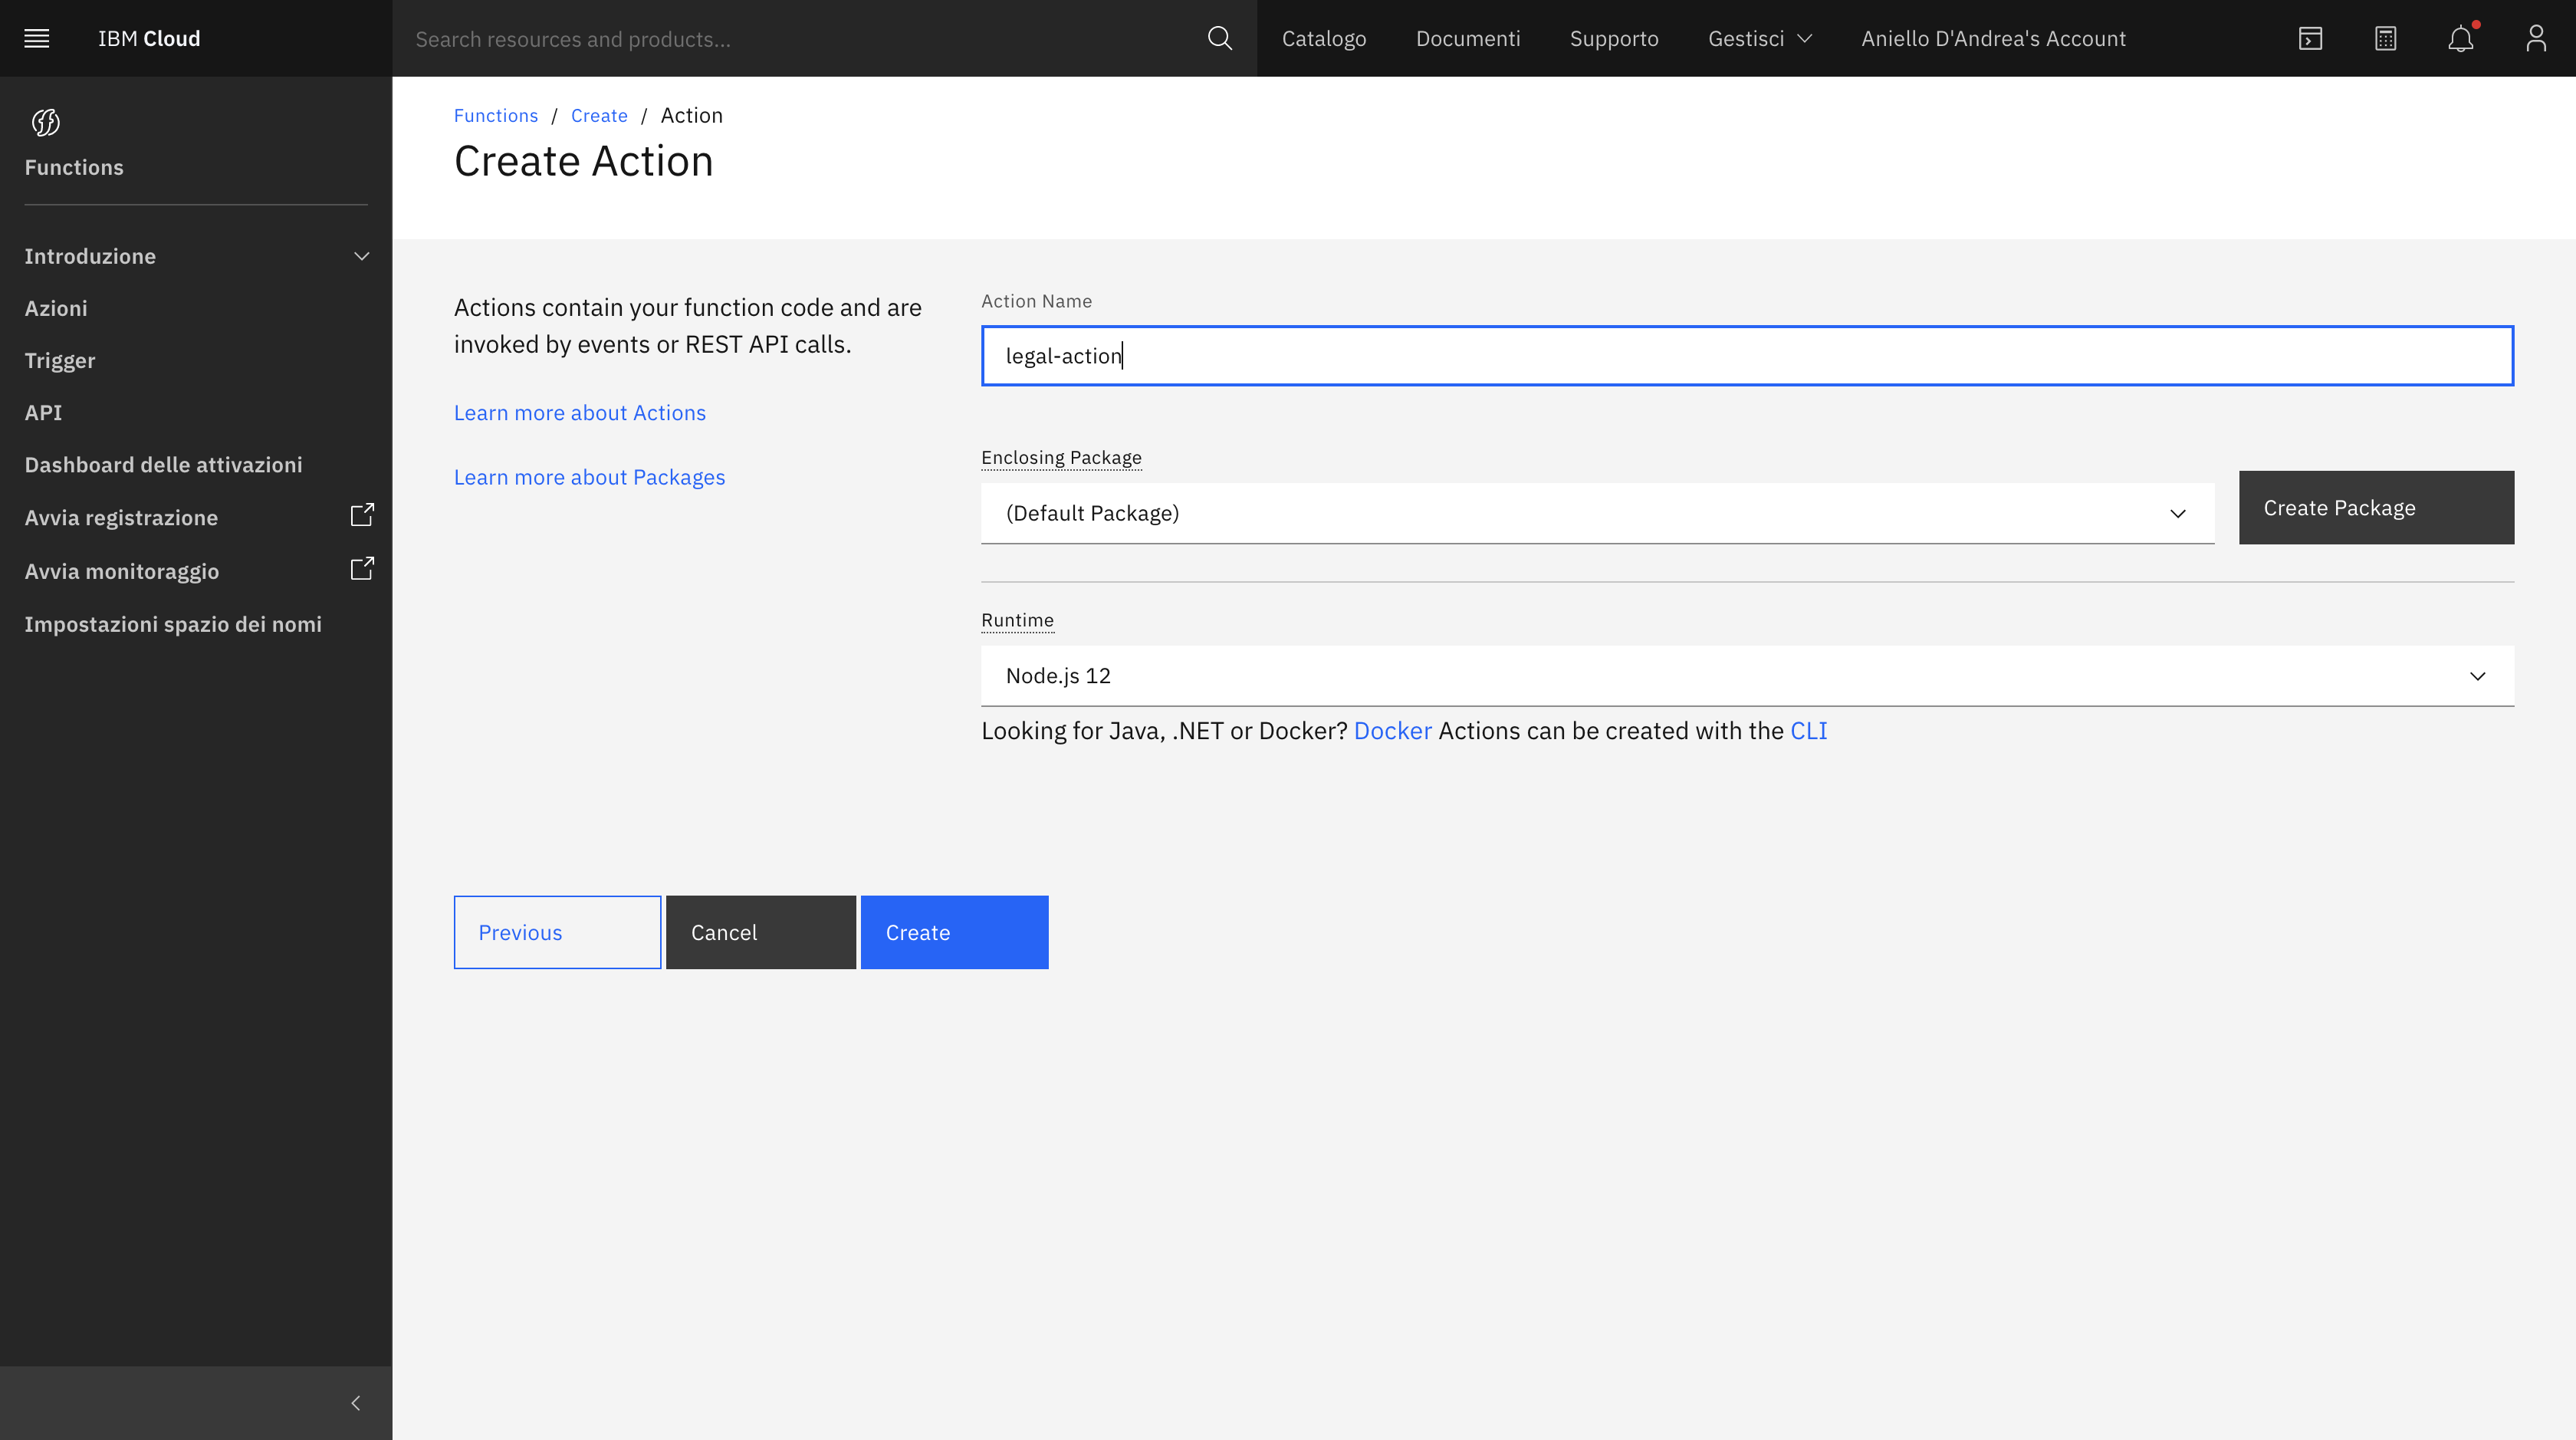 IBM Cloud
Search resources and products...
Catalogo
Documenti
Supporto
Gestisci
Aniello D'Andrea's Account
Functions
Introduzione
Azioni
Trigger
API
Dashboard delle attivazioni
Avvia registrazione
Avvia monitoraggio
Impostazioni spazio dei nomi
Functions / Create / Action
Create Action
Actions contain your function code and are
invoked by events or REST API calls.
Learn more about Actions
Learn more about Packages
Action Name
legal-action
Enclosing Package
(Default Package)
Create Package
Runtime
Node.js 12
Looking for Java, .NET or Docker? Docker Actions can be created with the CLI
Previous
Cancel
Create